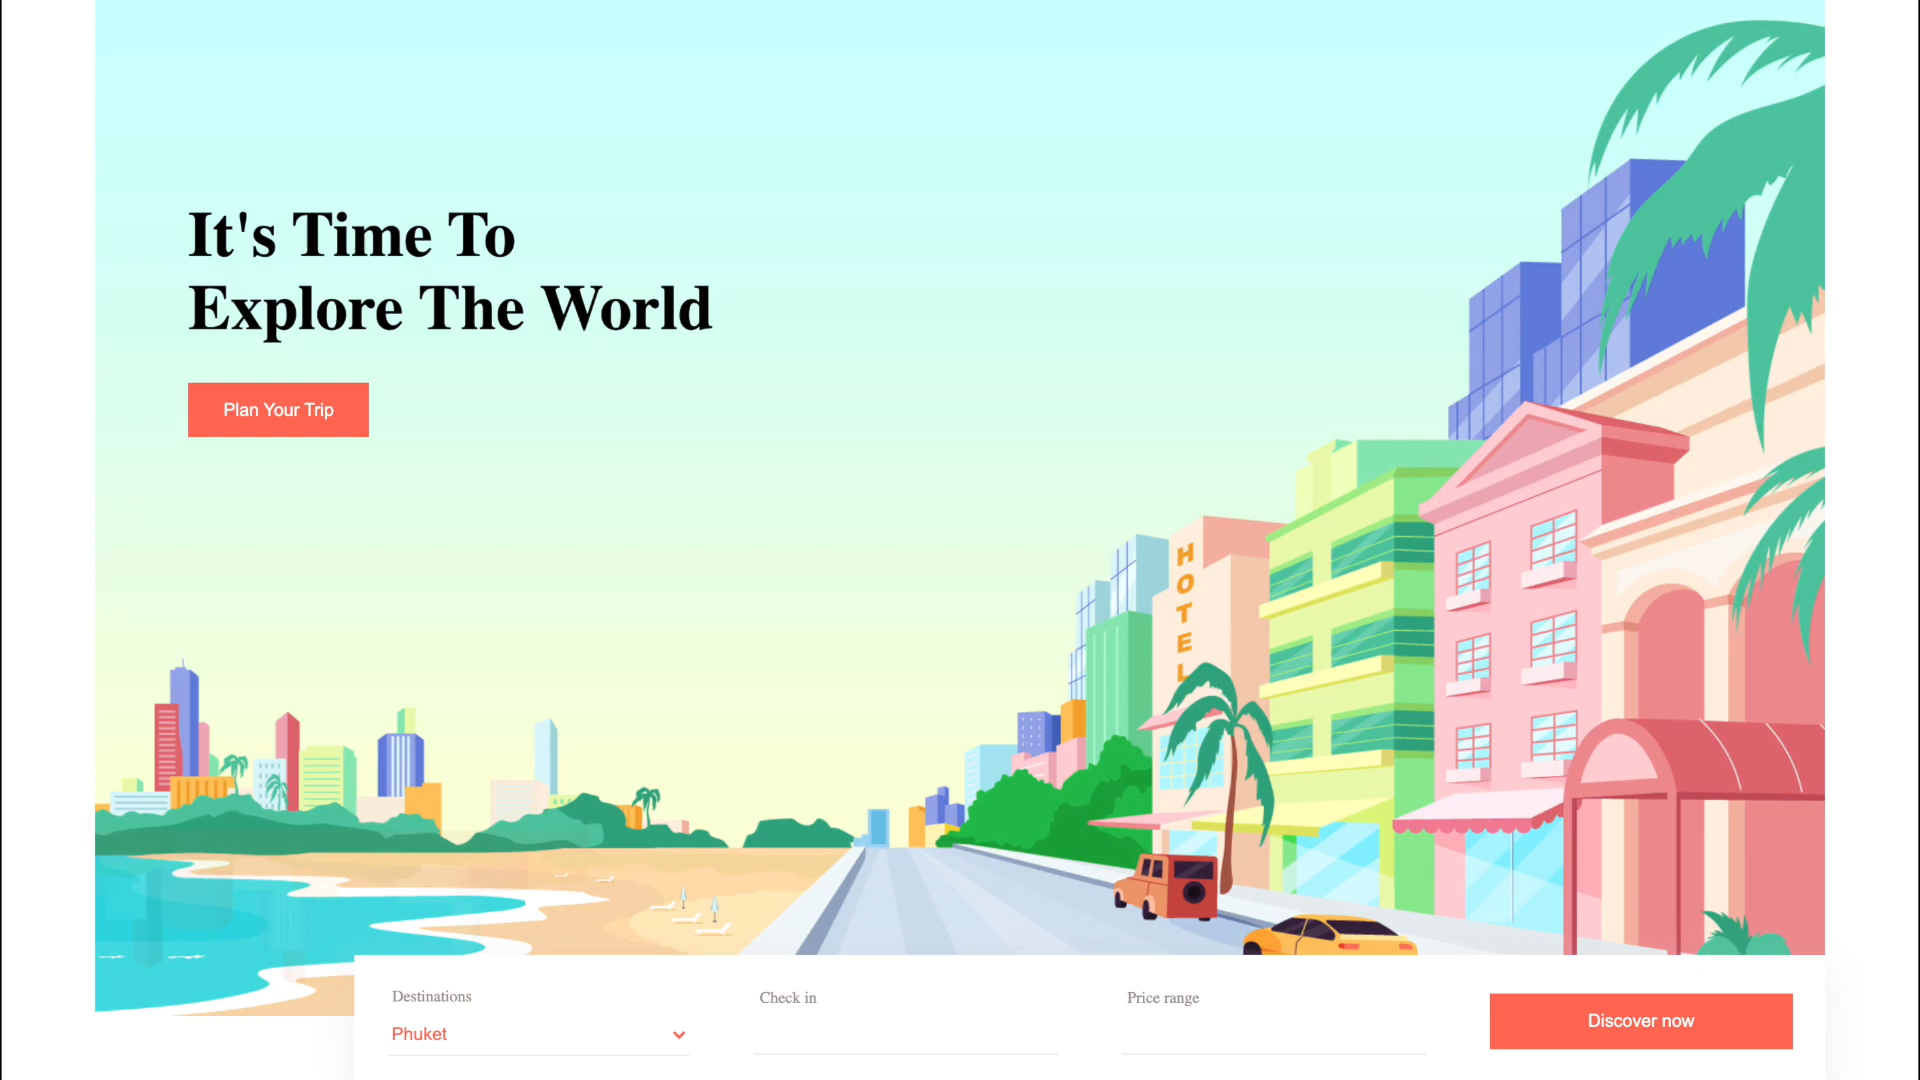 It's Time To
Explore The World
Plan Your Trip
HOTEL
Destinations
Check in
Price range
Phuket
Discover now